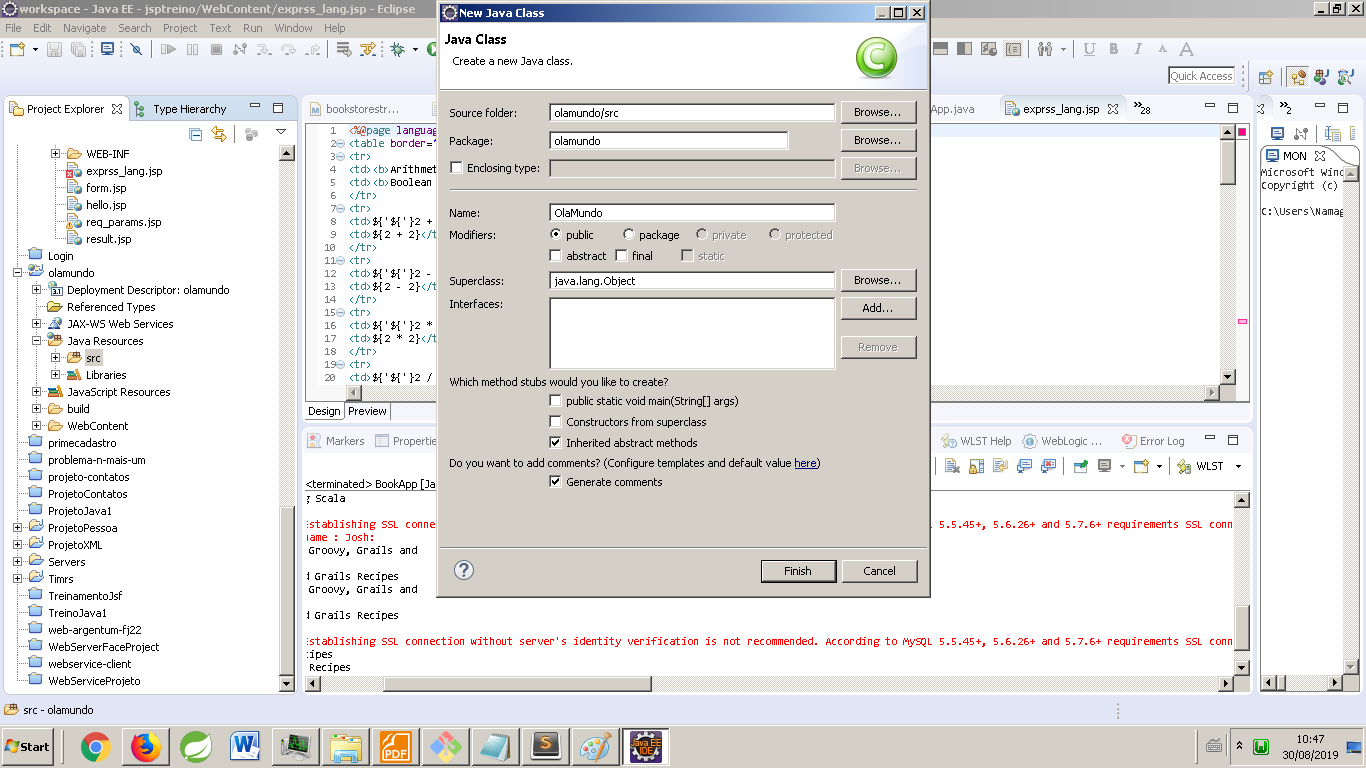 workspace - Java EE - jsptreino/WebContent/exprss_lang.jsp - Eclipse
File Edit Navigate Search Project Text Run Window Help
Quick Access
Project Explorer
Type Hierarchy
WEB-INF
exprss_lang.jsp
form.jsp
hello.jsp
req_params.jsp
result.jsp
Login
olamundo
Deployment Descriptor: olamundo
Referenced Types
JAX-WS Web Services
Java Resources
src
Libraries
JavaScript Resources
build
WebContent
primecadastro
problema-n-mais-um
projeto-contatos
ProjetoContatos
ProjetoJava1
ProjetoPessoa
ProjetoXML
Servers
Timrs
TreinamentoJsf
TreinoJava1
web-argentum-fj22
WebServerFaceProject
webservice-client
WebServiceProjeto
bookstorestr...
App.java
exprss_lang.jsp
»28
1 <%@page languag
2 <table border="
3 <tr>
4 <td><b>Arithmet
5 <td><b>Boolean
6 </tr>
7 <tr>
8 <td>${'${'}2 +
9 <td>${2 + 2}</t
10 </tr>
11 <tr>
12 <td>${'${'}2 -
13 <td>${2 - 2}</t
14 </tr>
15 <tr>
16 <td>${'${'}2 *
17 <td>${2 * 2}</t
18 </tr>
19 <tr>
20 <td>${'${'}2 /
Design Preview
New Java Class
Java Class
Create a new Java class.
Source folder: olamundo/src Browse...
Package: olamundo Browse...
Enclosing type: Browse...
Name: OlaMundo
Modifiers: public package private protected
abstract final static
Superclass: java.lang.Object Browse...
Interfaces: Add...
Remove
Which method stubs would you like to create?
public static void main(String[] args)
Constructors from superclass
Inherited abstract methods
Do you want to add comments? (Configure templates and default value here)
Generate comments
Finish Cancel
»2
MON
Microsoft Wind
Copyright (c)
C:\Users\Namag
Markers
Propertie
WLST Help
WebLogic ...
Error Log
WLST
<terminated> BookApp [Ja
g Scala
establishing SSL conne 5.5.45+, 5.6.26+ and 5.7.6+ requirements SSL conn
name : Josh:
Groovy, Grails and
d Grails Recipes
Groovy, Grails and
d Grails Recipes
establishing SSL connection without server's identity verification is not recommended. According to MySQL 5.5.45+, 5.6.26+ and 5.7.6+ requirements SSL conn
ipes
Recipes
src - olamundo
Start
PDF
Java EE
IDE
10:47
30/08/2019